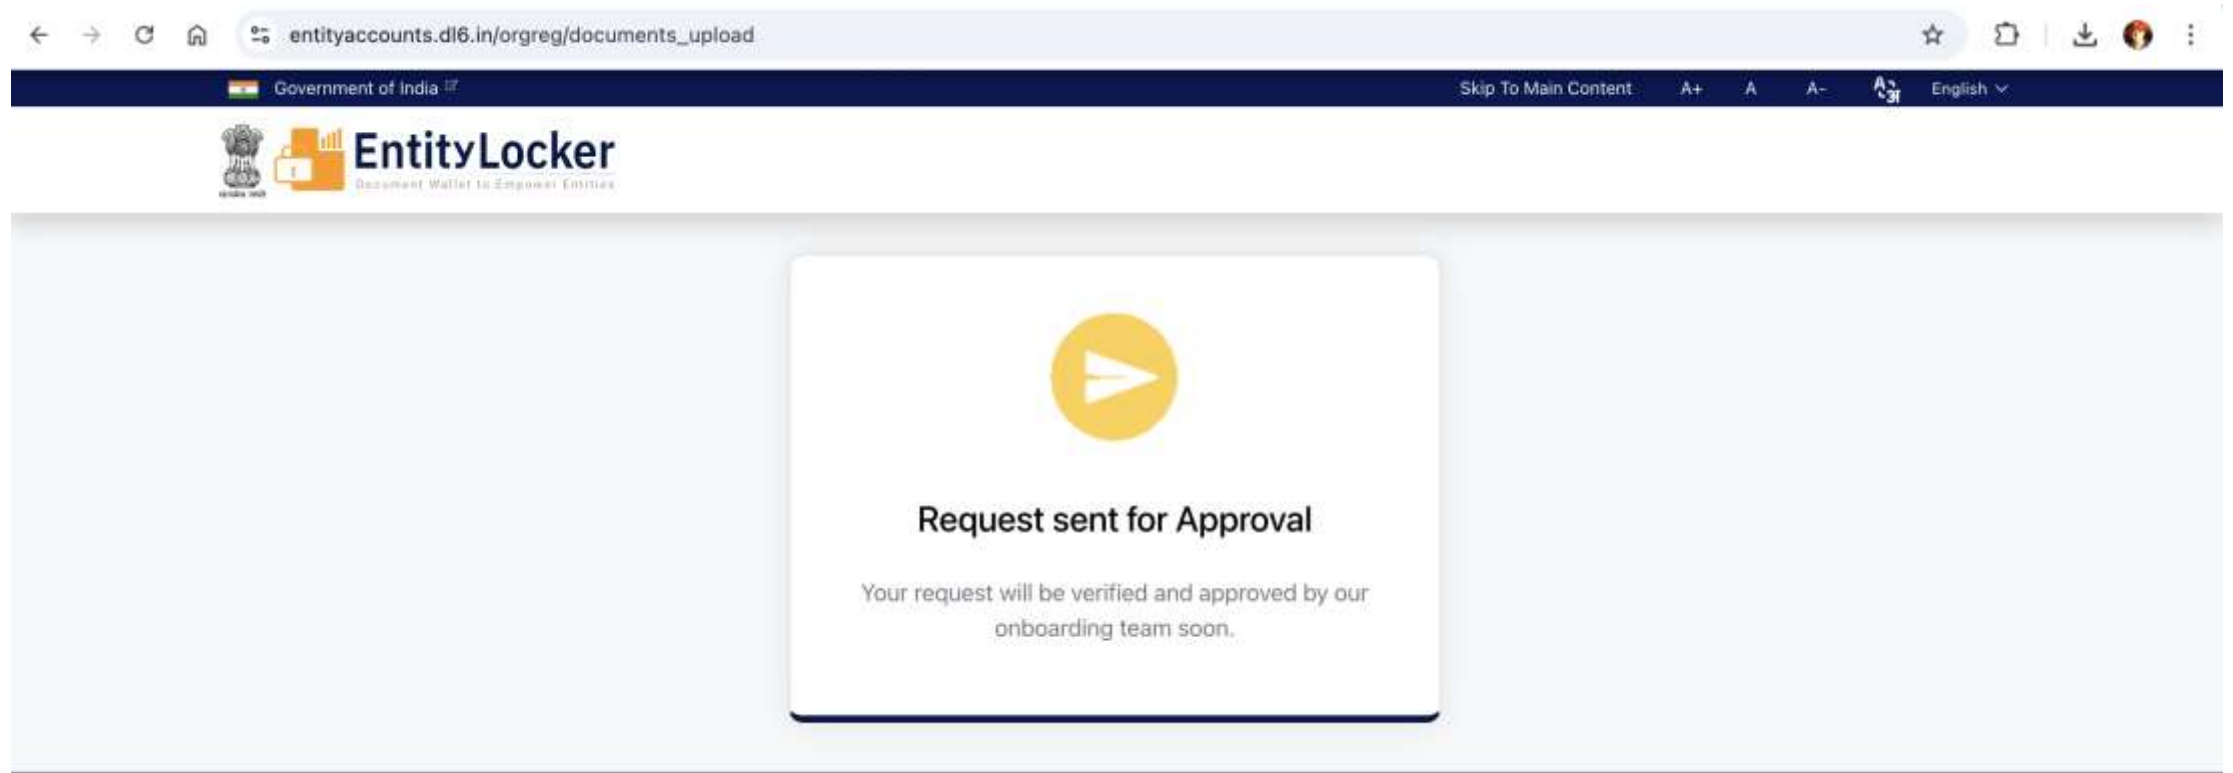 entityaccounts.dl6.in/orgreg/documents_upload
Government of India
Skip To Main Content A+ A A- English
EntityLocker
Document Wallet to Empower Entities
Request sent for Approval
Your request will be verified and approved by our
onboarding team soon.